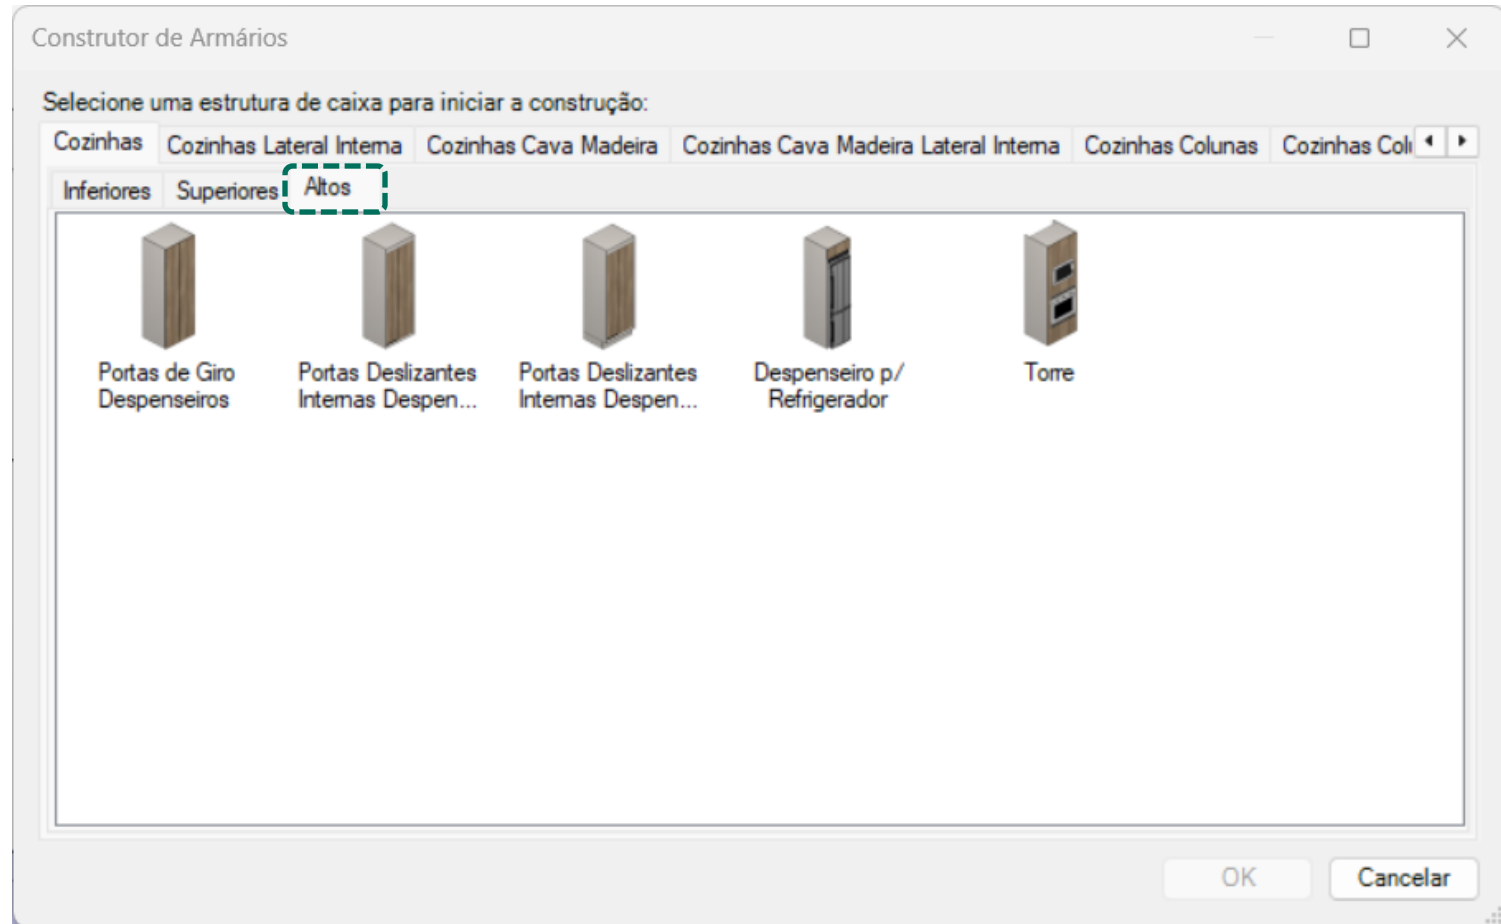 Construtor de Armários
Selecione uma estrutura de caixa para iniciar a construção:
Cozinhas Cozinhas Lateral Interna Cozinhas Cava Madeira Cozinhas Cava Madeira Lateral Interna Cozinhas Colunas Cozinhas Colu
Inferiores Superiores Altos
Portas de Giro
Despenseiros
Portas Deslizantes
Internas Despen...
Portas Deslizantes
Internas Despen...
Despenseiro p/
Refrigerador
Torre
OK Cancelar